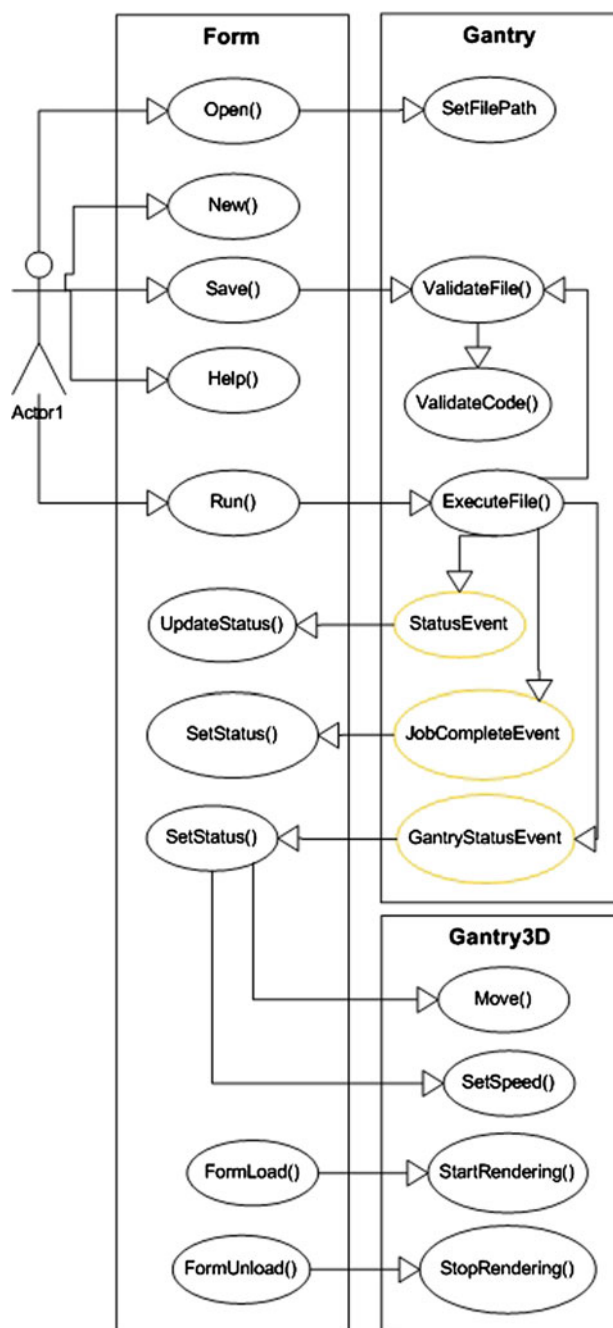 Form
Gantry
Open()
SetFilePath
New()
Save()
ValidateFile()
Help()
ValidateCode()
Actor1
Run()
ExecuteFile()
UpdateStatus()
StatusEvent
SetStatus()
JobCompleteEvent
SetStatus()
GantryStatusEvent
Gantry3D
Move()
SetSpeed()
FormLoad()
StartRendering()
FormUnload()
StopRendering()